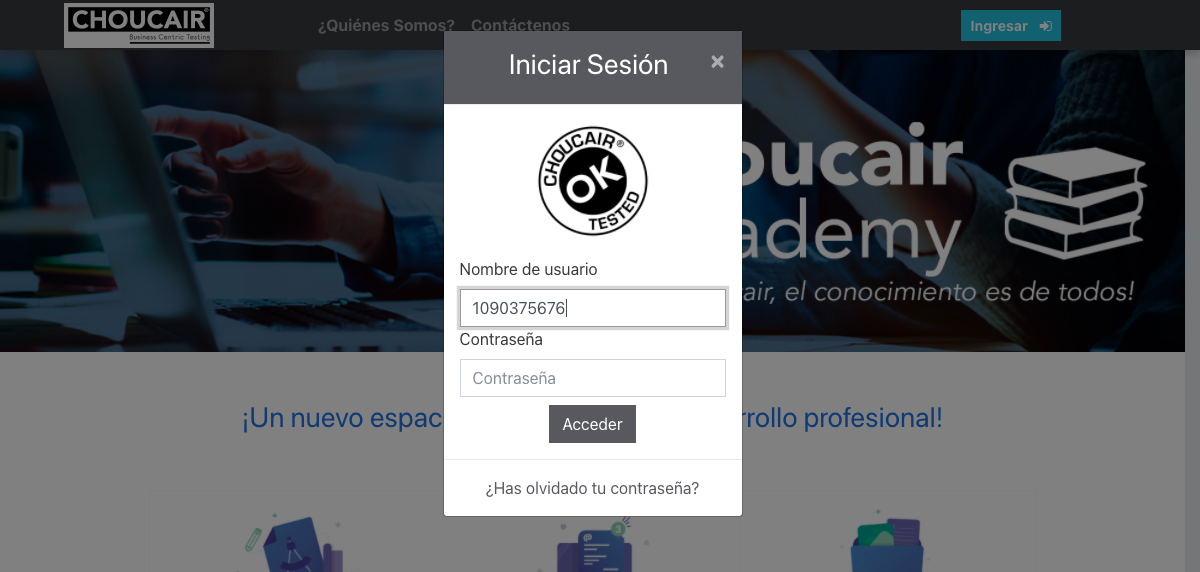 CHOUCAIR®
Business Centric Testing
¿Quiénes Somos? Contáctenos
Ingresar
Iniciar Sesión
×
CHOUCAIR®
OK
TESTED
oucair
ademy
air, el conocimiento es de todos!
Nombre de usuario
1090375676
Contraseña
Contraseña
Acceder
¡Un nuevo espac
rrollo profesional!
¿Has olvidado tu contraseña?